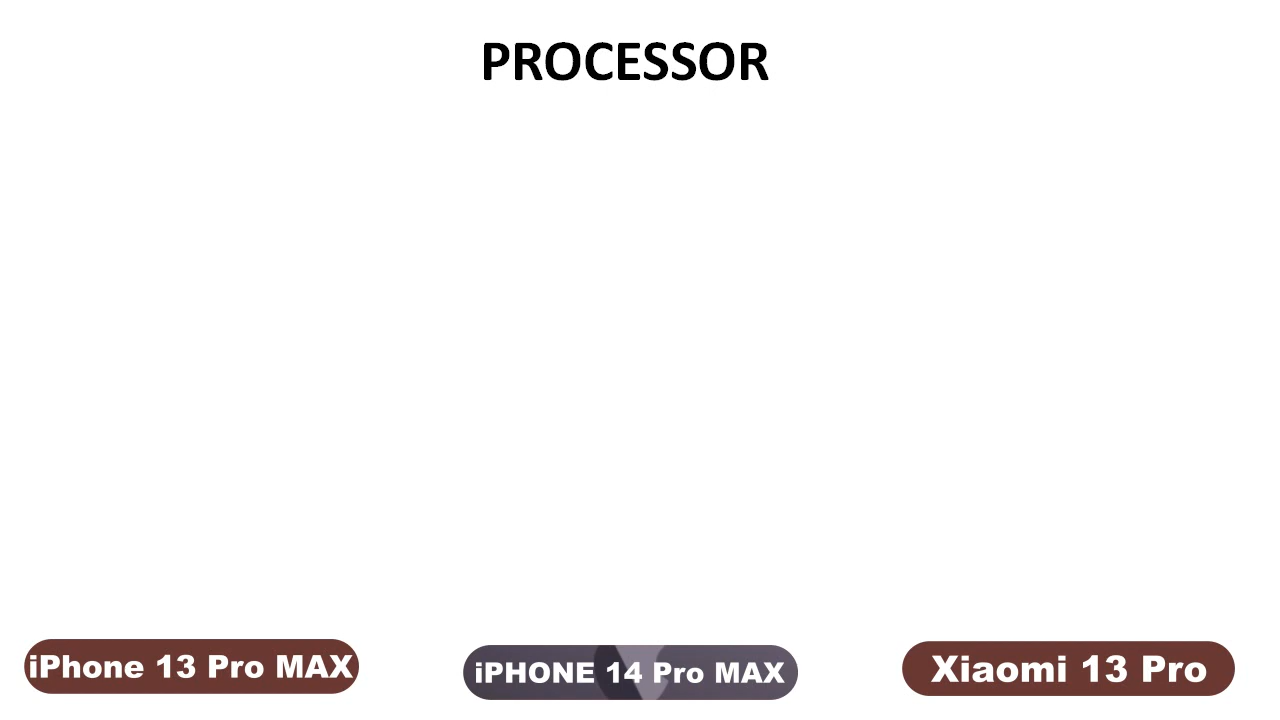 PROCESSOR
iPhone 13 Pro MAX
iPHONE 14 Pro MAX
Xiaomi 13 Pro